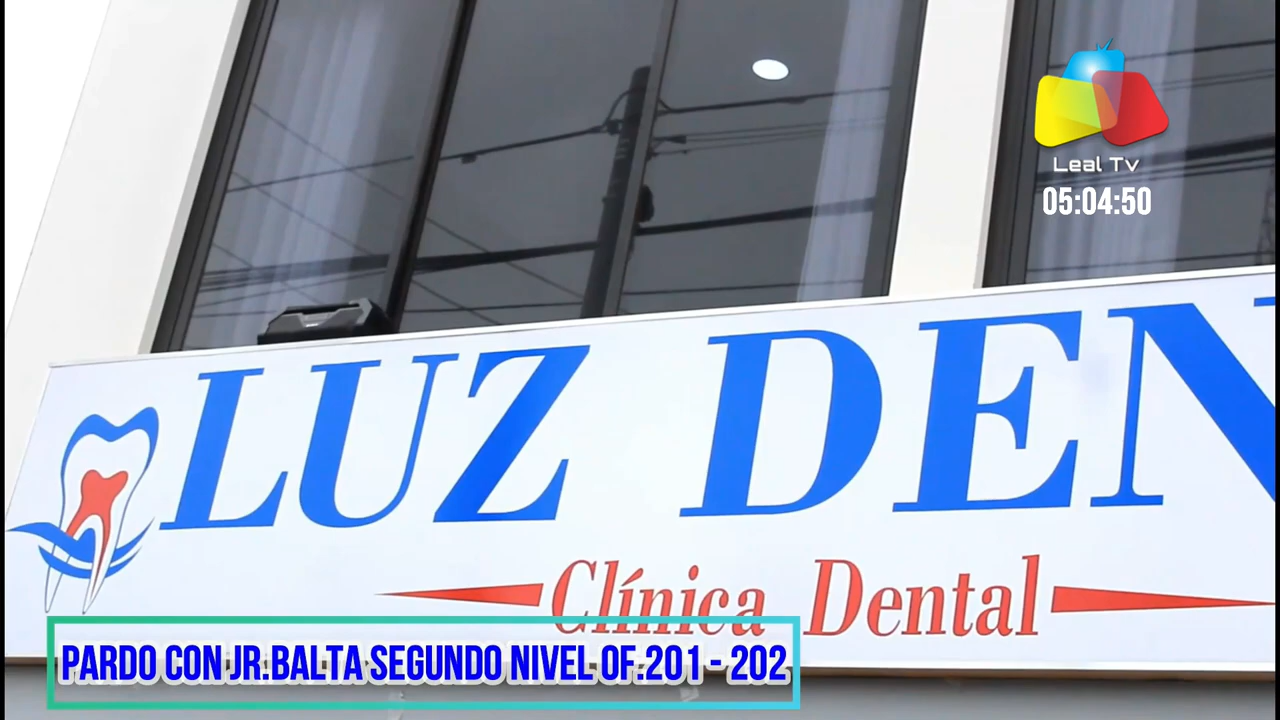 Leal Tv
05:04:50
LUZ DEN
Clínica Dental
PARDO CON JR.BALTA SEGUNDO NIVEL OF.201 - 202